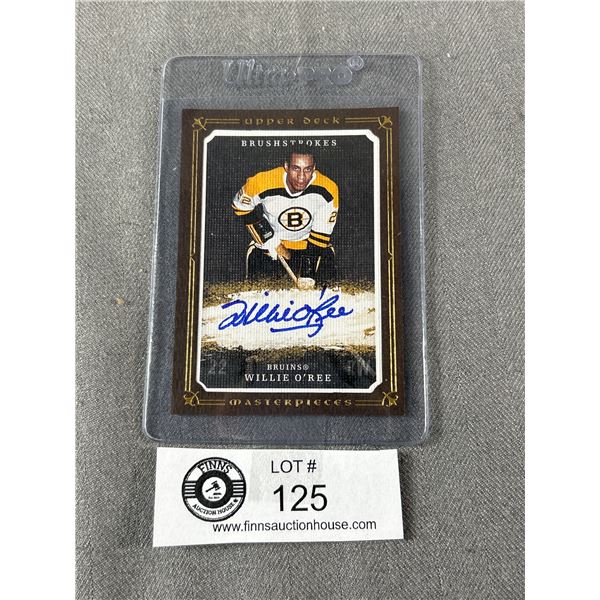 Ultra PRO®
UPPER DECK
BRUSHSTROKES
22 B 2
Willie O'Ree
22
BRUINS®
WILLIE O'REE
MASTERPIECES
FINNS
AUCTION HOUSE
LOT #
125
www.finnsauctionhouse.com